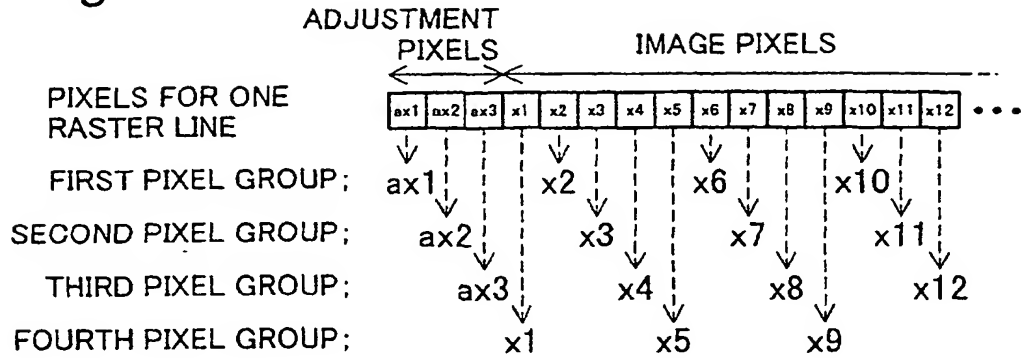 ADJUSTMENT
PIXELS
IMAGE PIXELS
PIXELS FOR ONE
RASTER LINE
ax1 ax2 ax3 x1 x2 x3 x4 x5 x6 x7 x8 x9 x10 x11 x12
FIRST PIXEL GROUP; ax1 x2 x6 x10
SECOND PIXEL GROUP; ax2 x3 x7 x11
THIRD PIXEL GROUP; ax3 x4 x8 x12
FOURTH PIXEL GROUP; x1 x5 x9